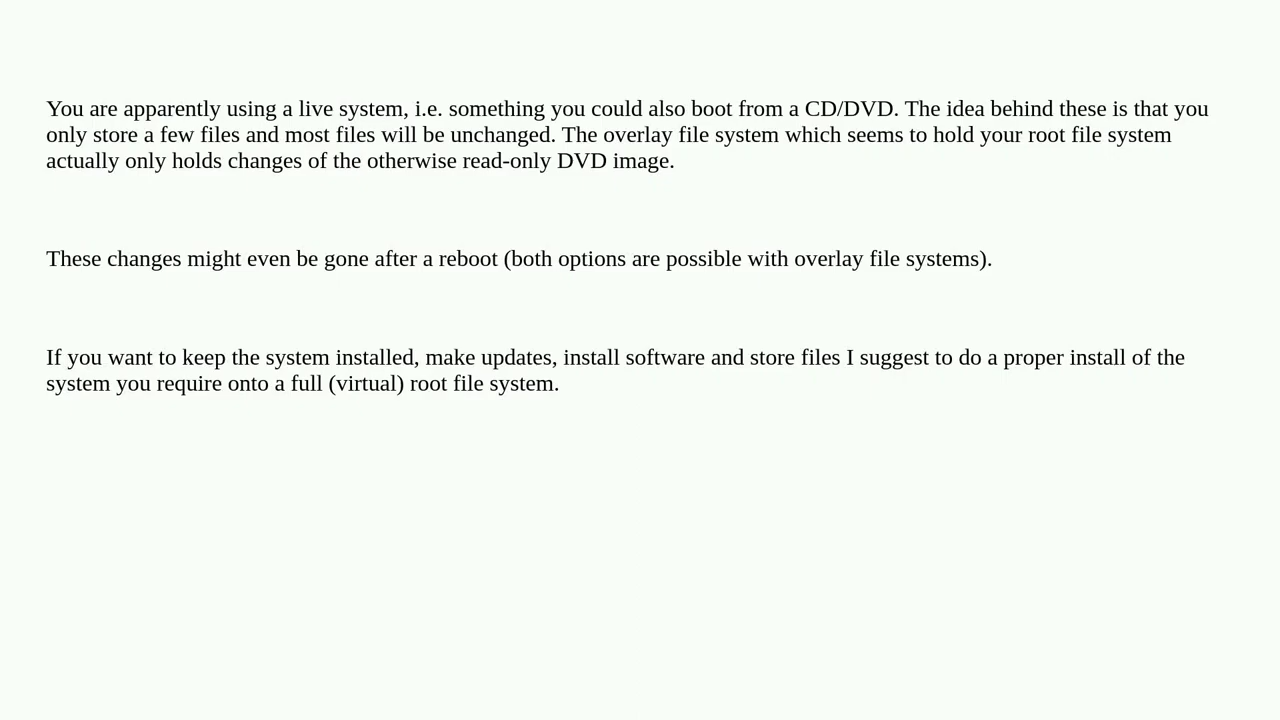 You are apparently using a live system, i.e. something you could also boot from a CD/DVD. The idea behind these is that you
only store a few files and most files will be unchanged. The overlay file system which seems to hold your root file system
actually only holds changes of the otherwise read-only DVD image.
These changes might even be gone after a reboot (both options are possible with overlay file systems).
If you want to keep the system installed, make updates, install software and store files I suggest to do a proper install of the
system you require onto a full (virtual) root file system.